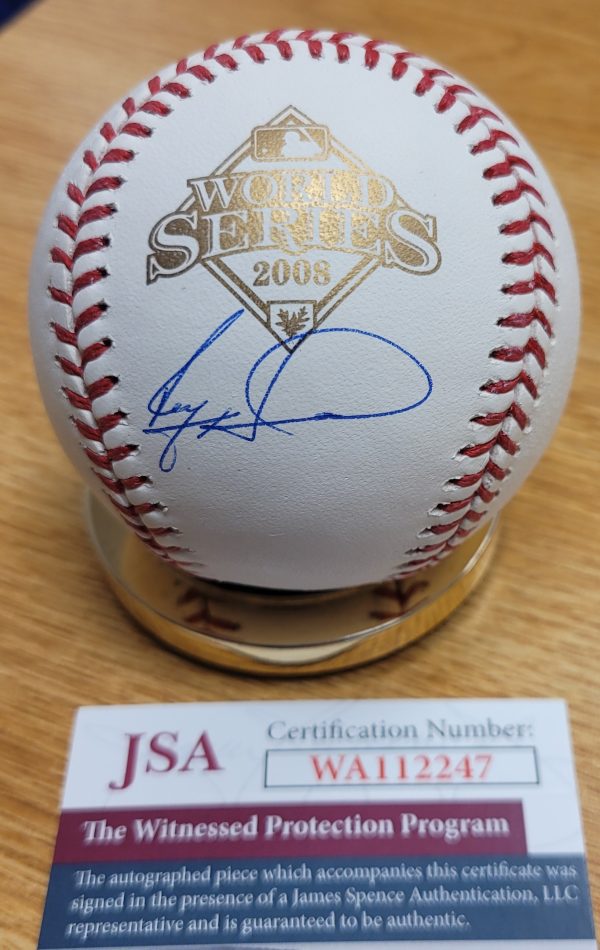 WORLD
SERIES
2008
JSA
Certification Number:
WA112247
The Witnessed Protection Program
The autographed piece which accompanies this certificate was
signed in the presence of a James Spence Authentication, LLC
representative and is guaranteed to be authentic.